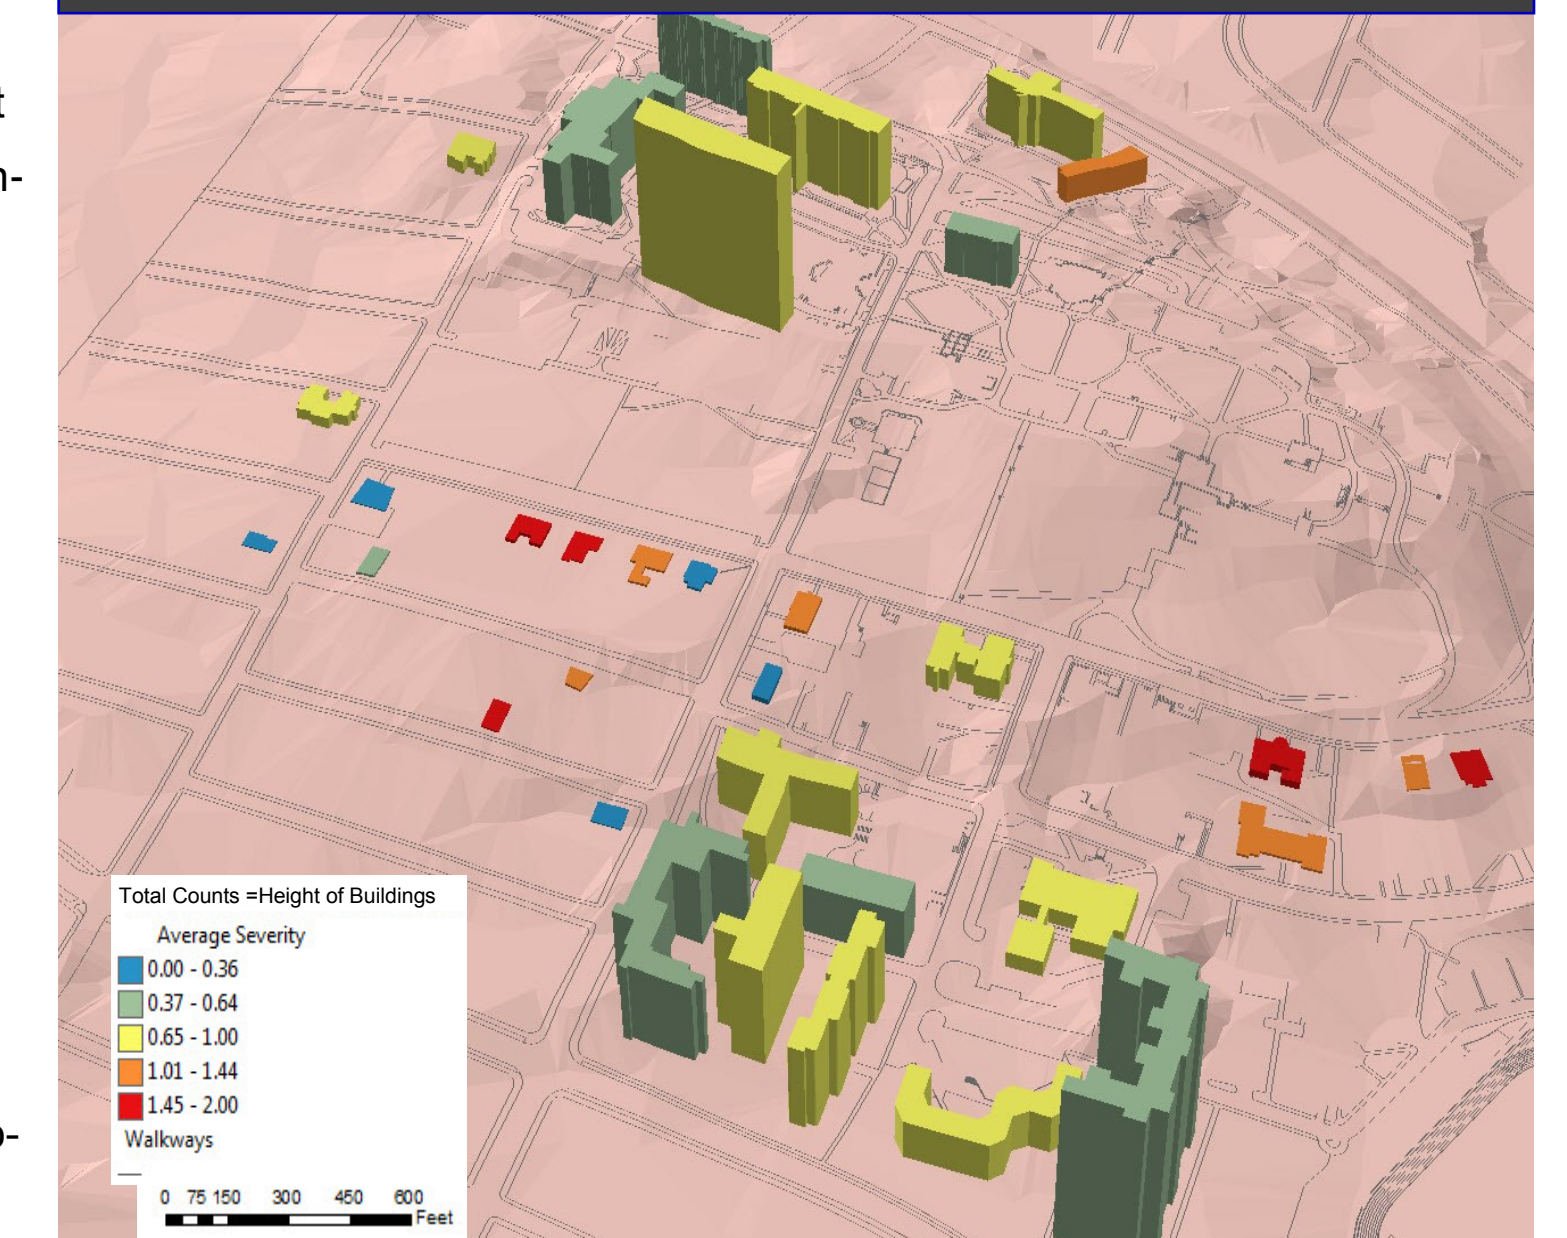 t
n-
o-
Total Counts =Height of Buildings
Average Severity
0.00 - 0.36
0.37 - 0.64
0.65 - 1.00
1.01 - 1.44
1.45 - 2.00
Walkways
0 75 150 300 450 600
Feet